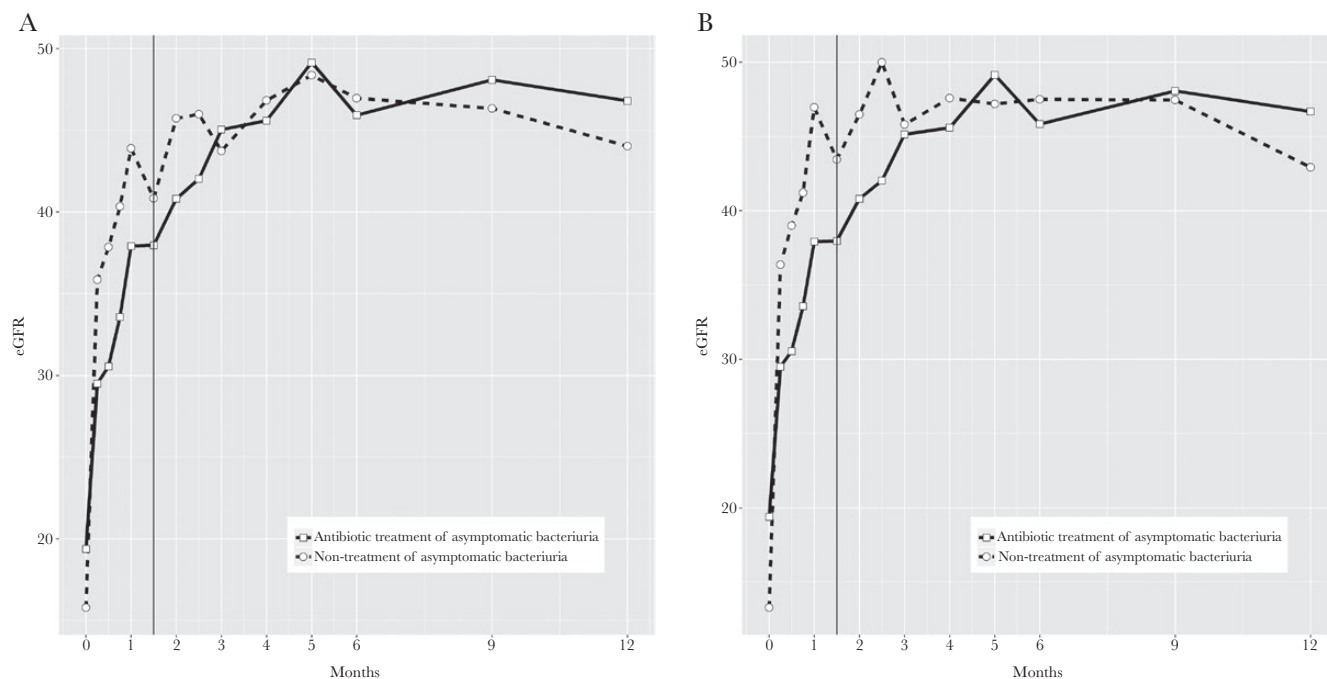 A
50
40
30
20
eGFR
Antibiotic treatment of asymptomatic bacteriuria
Non-treatment of asymptomatic bacteriuria
0 1 2 3 4 5 6 9 12
Months
B
50
40
30
20
eGFR
Antibiotic treatment of asymptomatic bacteriuria
Non-treatment of asymptomatic bacteriuria
0 1 2 3 4 5 6 9 12
Months